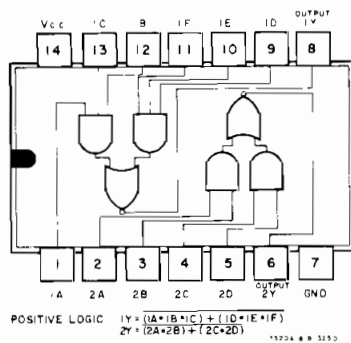 OUTPUT
Vcc 1C B 1F 1E 1D 1Y
14 13 12 11 10 9 8
1 2 3 4 5 6 7
OUTPUT
1A 2A 2B 2C 2D 2Y GND
POSITIVE LOGIC 1Y=(1A•1B•1C)+(1D•1E•1F)
2Y=(2A•2B)+(2C•2D)